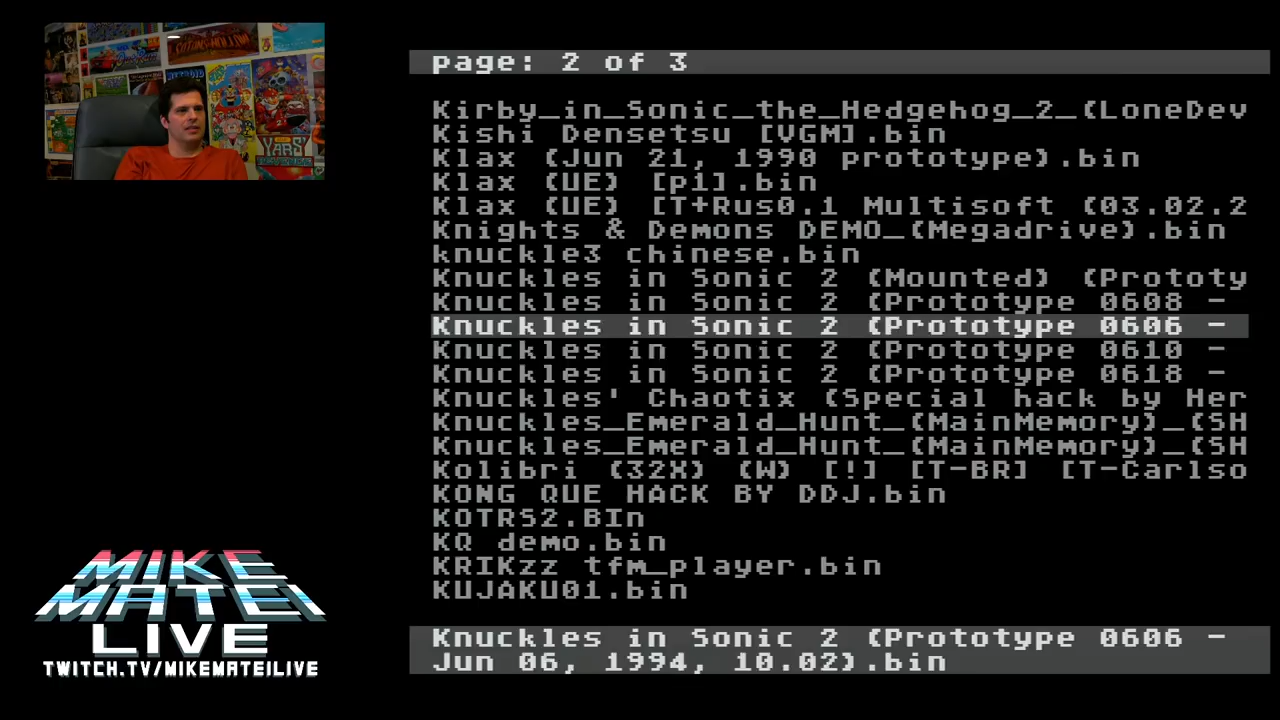 page: 2 of 3
Kirby_in_Sonic_the_Hedgehog_2_(LoneDev
Kishi Densetsu [VGM].bin
Klax (Jun 21, 1990 prototype).bin
Klax (UE) [p1].bin
Klax (UE) [T+Rus0.1 Multisoft (03.02.2
Knights & Demons DEMO_(Megadrive).bin
knuckle3 chinese.bin
Knuckles in Sonic 2 (Mounted) (Prototy
Knuckles in Sonic 2 (Prototype 0608 -
Knuckles in Sonic 2 (Prototype 0606 -
Knuckles in Sonic 2 (Prototype 0610 -
Knuckles in Sonic 2 (Prototype 0618 -
Knuckles' Chaotix (Special hack by Her
Knuckles_Emerald_Hunt_(MainMemory)_(SH
Knuckles_Emerald_Hunt_(MainMemory)_(SH
Kolibri (32X) (W) [!] [T-BR] [T-Carlso
KONG QUE HACK BY DDJ.bin
KOTRS2.BIn
KQ demo.bin
KRIKzz tfm_player.bin
KUJAKU01.bin
Knuckles in Sonic 2 (Prototype 0606 -
Jun 06, 1994, 10.02).bin
YARS'
MIKE
MATEI
LIVE
TWITCH.TV/MIKEMATEILIVE